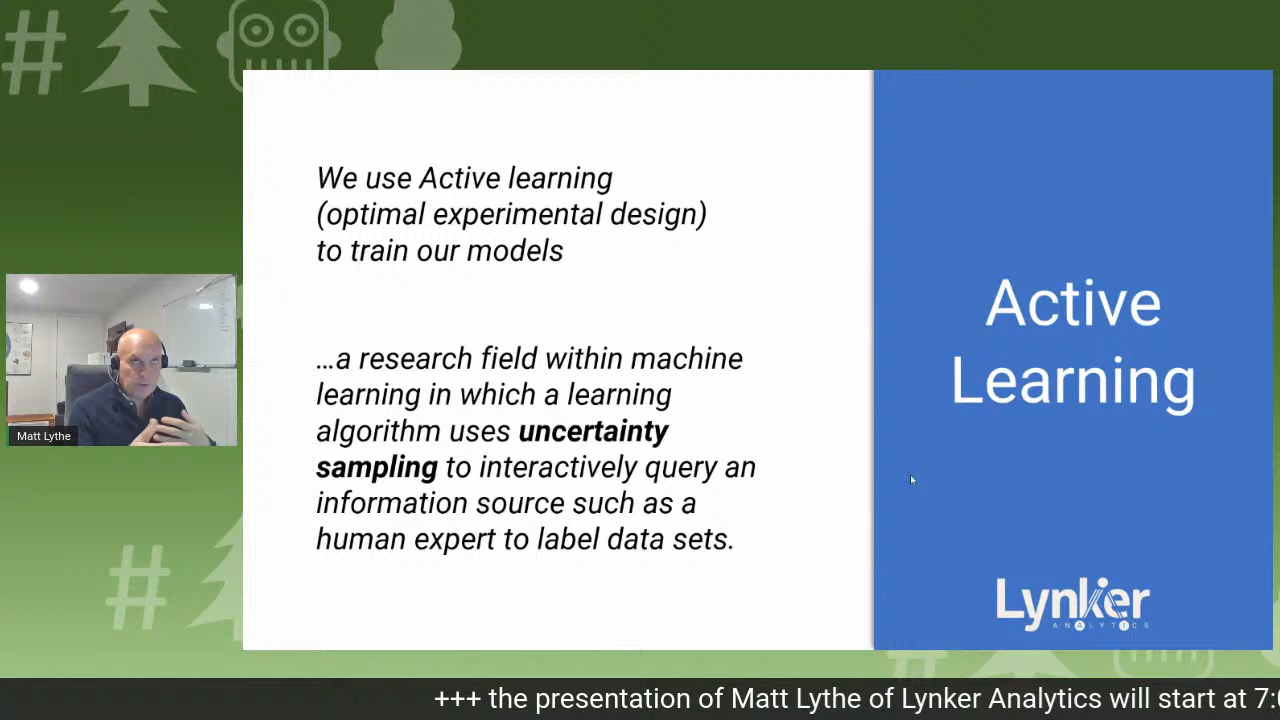 We use Active learning
(optimal experimental design)
to train our models
…a research field within machine
learning in which a learning
algorithm uses uncertainty
sampling to interactively query an
information source such as a
human expert to label data sets.
Active
Learning
Lynker
ANALYTICS
Matt Lythe
+++ the presentation of Matt Lythe of Lynker Analytics will start at 7: